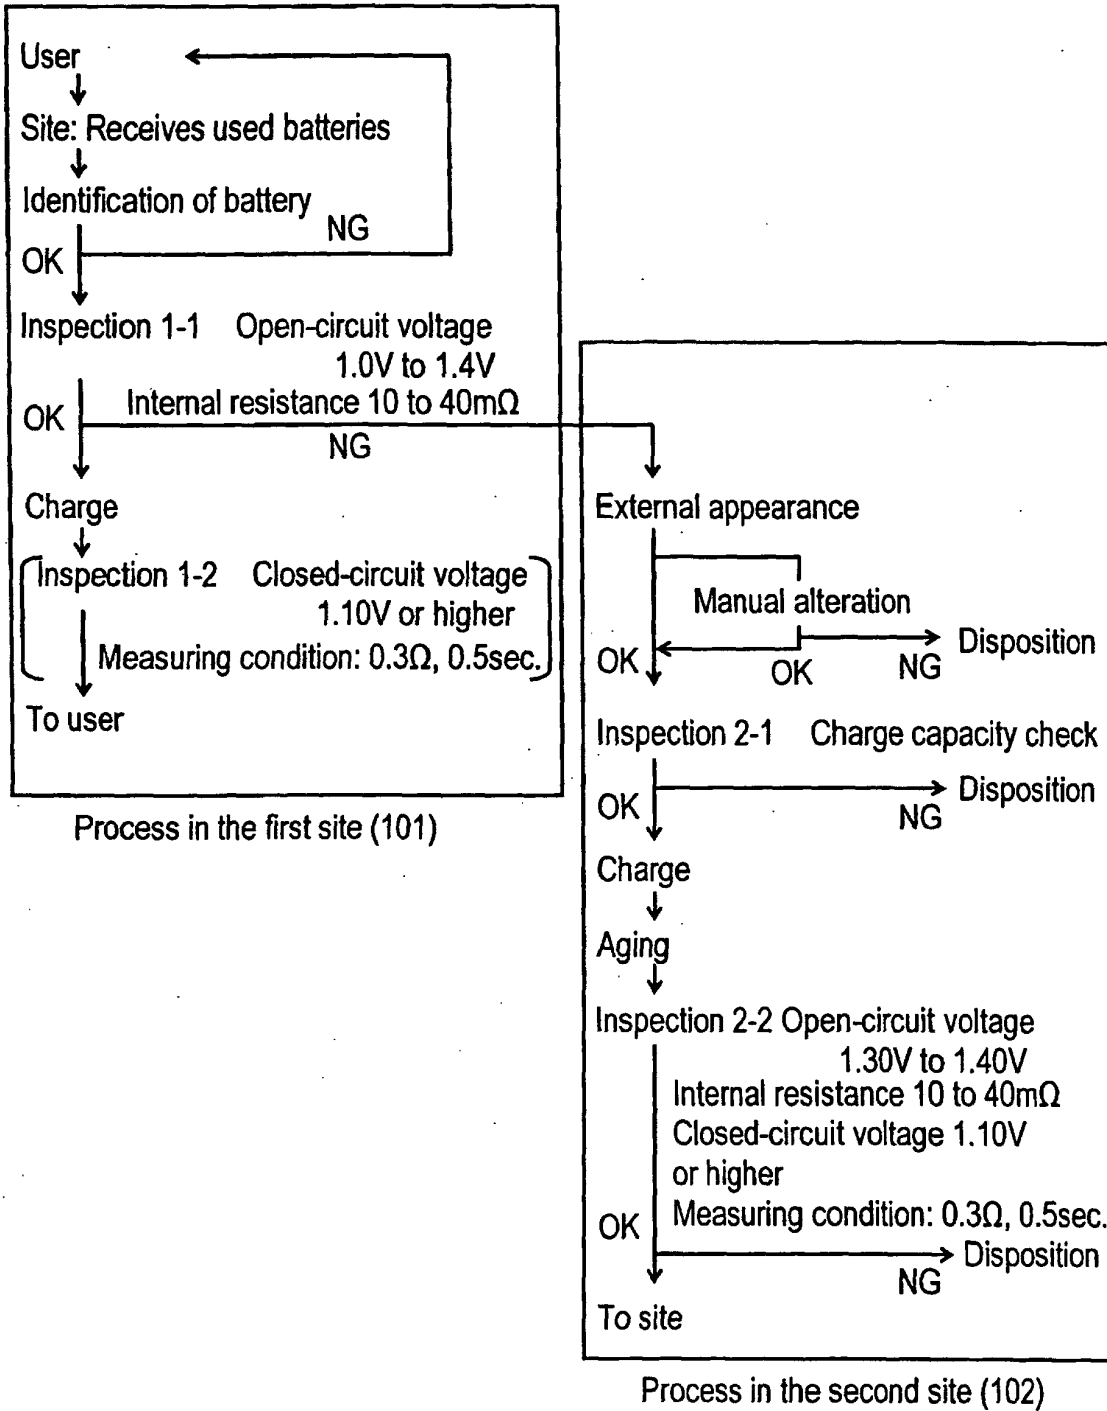 User
Site: Receives used batteries
Identification of battery
NG
OK
Inspection 1-1 Open-circuit voltage
1.0V to 1.4V
Internal resistance 10 to 40mΩ
OK
NG
Charge
Inspection 1-2 Closed-circuit voltage
1.10V or higher
Measuring condition: 0.3Ω, 0.5sec.
To user
Process in the first site (101)
External appearance
Manual alteration
OK
OK
NG
Disposition
Inspection 2-1 Charge capacity check
OK
NG
Disposition
Charge
Aging
Inspection 2-2 Open-circuit voltage
1.30V to 1.40V
Internal resistance 10 to 40mΩ
Closed-circuit voltage 1.10V
or higher
Measuring condition: 0.3Ω, 0.5sec.
OK
NG
Disposition
To site
Process in the second site (102)